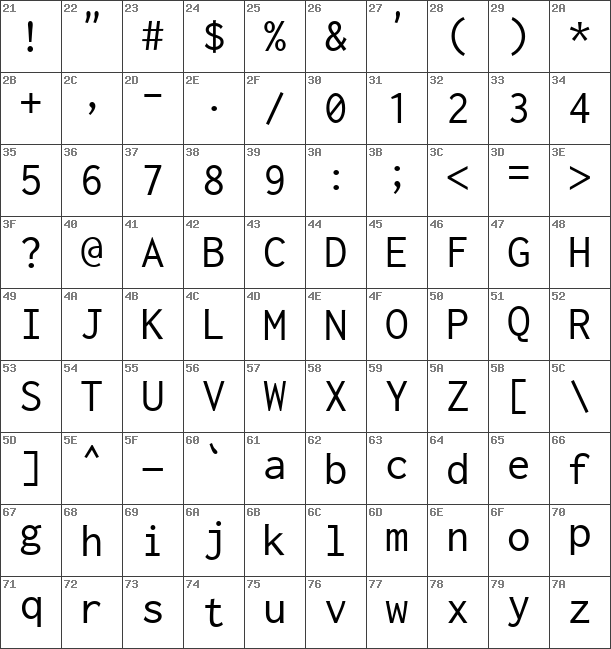 21 22 23 24 25 26 27 28 29 2A
! " # $ % & ' ( ) *
2B 2C 2D 2E 2F 30 31 32 33 34
+ , - . / 0 1 2 3 4
35 36 37 38 39 3A 3B 3C 3D 3E
5 6 7 8 9 : ; < = >
3F 40 41 42 43 44 45 46 47 48
? @ A B C D E F G H
49 4A 4B 4C 4D 4E 4F 50 51 52
I J K L M N O P Q R
53 54 55 56 57 58 59 5A 5B 5C
S T U V W X Y Z [ \
5D 5E 5F 60 61 62 63 64 65 66
] ^ _ ` a b c d e f
67 68 69 6A 6B 6C 6D 6E 6F 70
g h i j k l m n o p
71 72 73 74 75 76 77 78 79 7A
q r s t u v w x y z